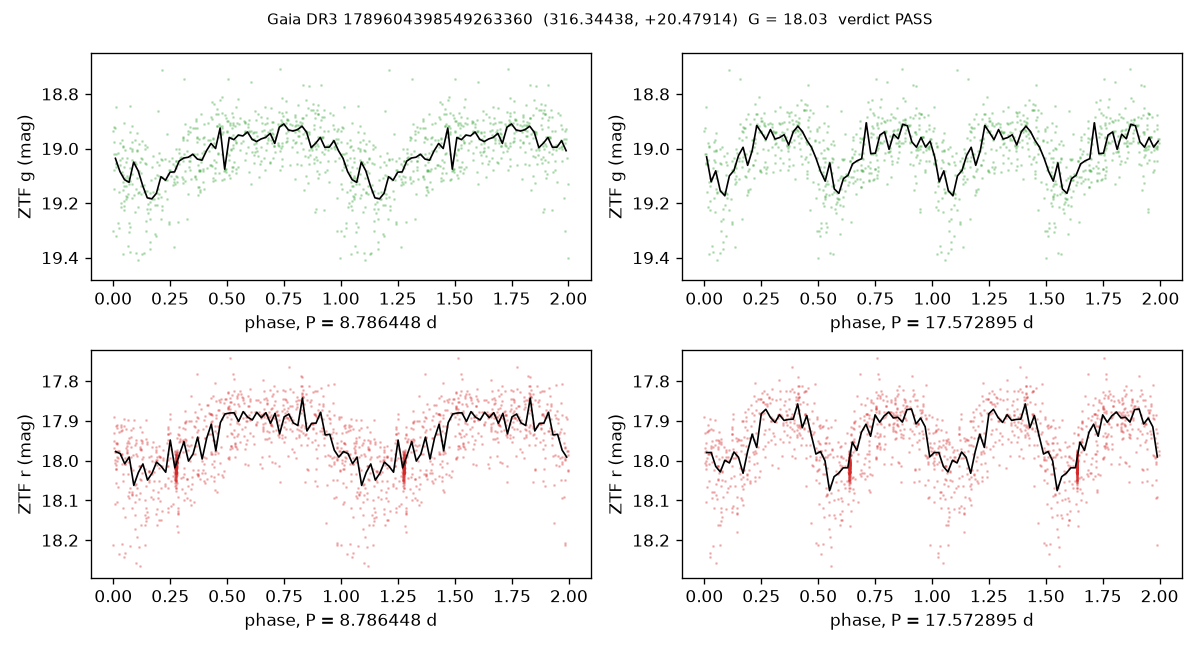 Gaia DR3 1789604398549263360 (316.34438, +20.47914) G = 18.03 verdict PASS
ZTF g (mag)
18.8
19.0
19.2
19.4
0.00 0.25 0.50 0.75 1.00 1.25 1.50 1.75 2.00
phase, P = 8.786448 d
ZTF g (mag)
18.8
19.0
19.2
19.4
0.00 0.25 0.50 0.75 1.00 1.25 1.50 1.75 2.00
phase, P = 17.572895 d
ZTF r (mag)
17.8
17.9
18.0
18.1
18.2
0.00 0.25 0.50 0.75 1.00 1.25 1.50 1.75 2.00
phase, P = 8.786448 d
ZTF r (mag)
17.8
17.9
18.0
18.1
18.2
0.00 0.25 0.50 0.75 1.00 1.25 1.50 1.75 2.00
phase, P = 17.572895 d